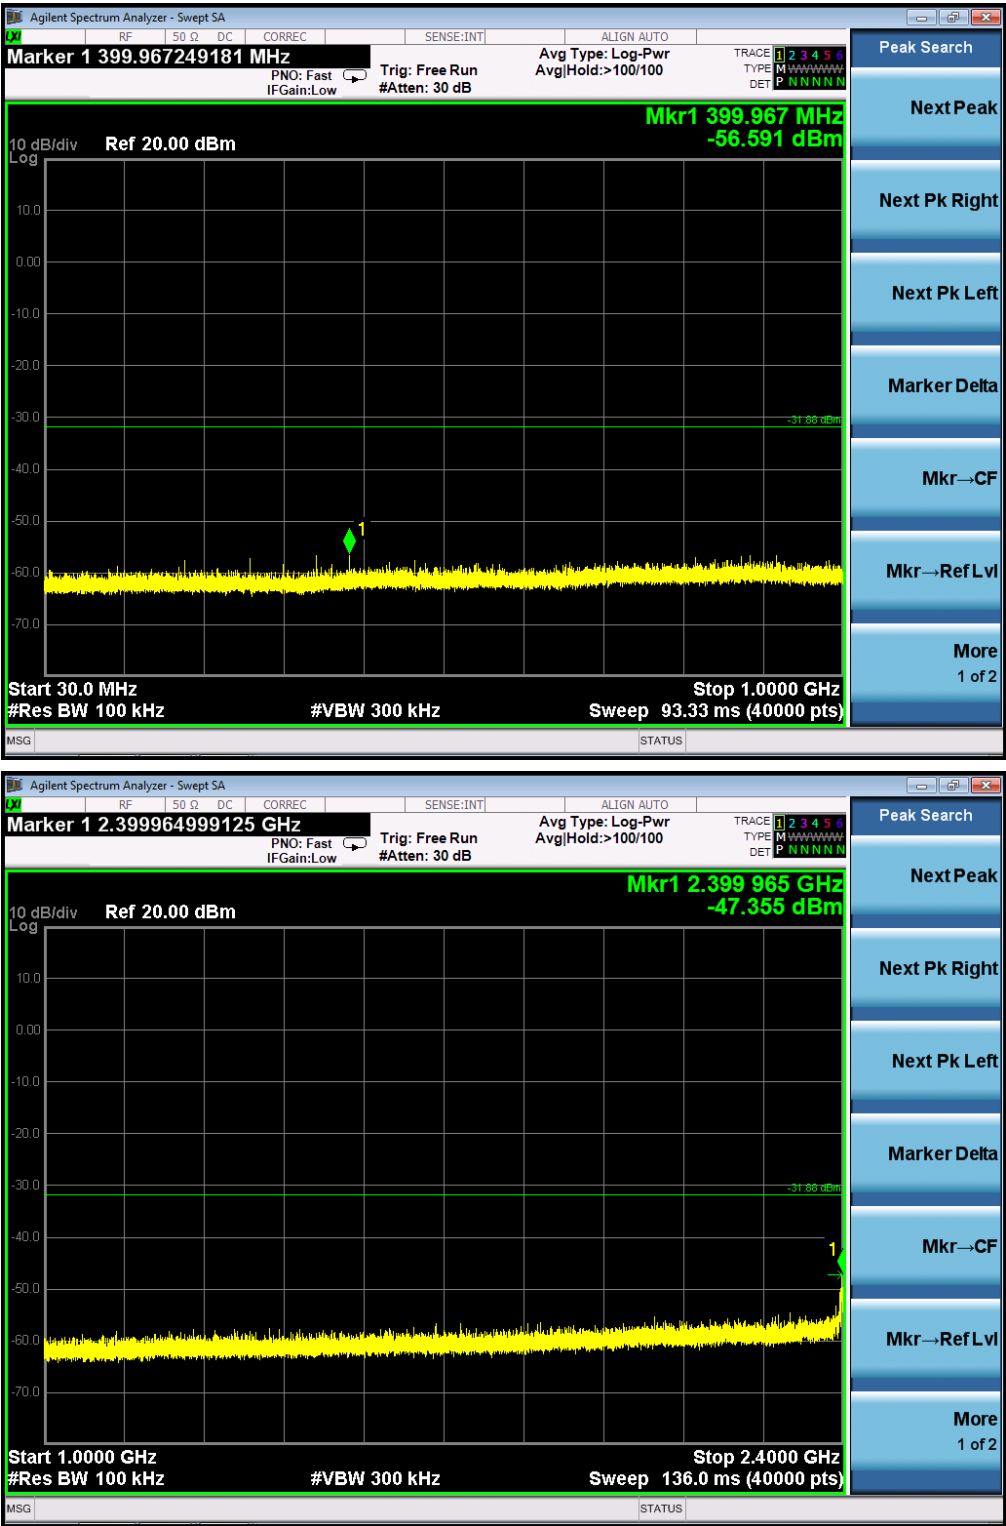 Agilent Spectrum Analyzer - Swept SA
LXI RF 50 Ω DC CORREC SENSE:INT ALIGN AUTO
Marker 1 399.967249181 MHz
PNO: Fast
IFGain:Low
Trig: Free Run
#Atten: 30 dB
Avg Type: Log-Pwr
Avg|Hold:>100/100
TRACE 1 2 3 4 5 6
TYPE M WWWWW
DET P N N N N N
Mkr1 399.967 MHz
-56.591 dBm
10 dB/div Ref 20.00 dBm
Log
10.0
0.00
-10.0
-20.0
-30.0
-31.88 dBm
-40.0
-50.0
1
-60.0
-70.0
Start 30.0 MHz Stop 1.0000 GHz
#Res BW 100 kHz #VBW 300 kHz Sweep 93.33 ms (40000 pts)
MSG STATUS
Peak Search
Next Peak
Next Pk Right
Next Pk Left
Marker Delta
Mkr→CF
Mkr→Ref Lvl
More
1 of 2
Agilent Spectrum Analyzer - Swept SA
LXI RF 50 Ω DC CORREC SENSE:INT ALIGN AUTO
Marker 1 2.399964999125 GHz
PNO: Fast
IFGain:Low
Trig: Free Run
#Atten: 30 dB
Avg Type: Log-Pwr
Avg|Hold:>100/100
TRACE 1 2 3 4 5 6
TYPE M WWWWW
DET P N N N N N
Mkr1 2.399 965 GHz
-47.355 dBm
10 dB/div Ref 20.00 dBm
Log
10.0
0.00
-10.0
-20.0
-30.0
-31.88 dBm
-40.0
1
-50.0
-60.0
-70.0
Start 1.0000 GHz Stop 2.4000 GHz
#Res BW 100 kHz #VBW 300 kHz Sweep 136.0 ms (40000 pts)
MSG STATUS
Peak Search
Next Peak
Next Pk Right
Next Pk Left
Marker Delta
Mkr→CF
Mkr→Ref Lvl
More
1 of 2